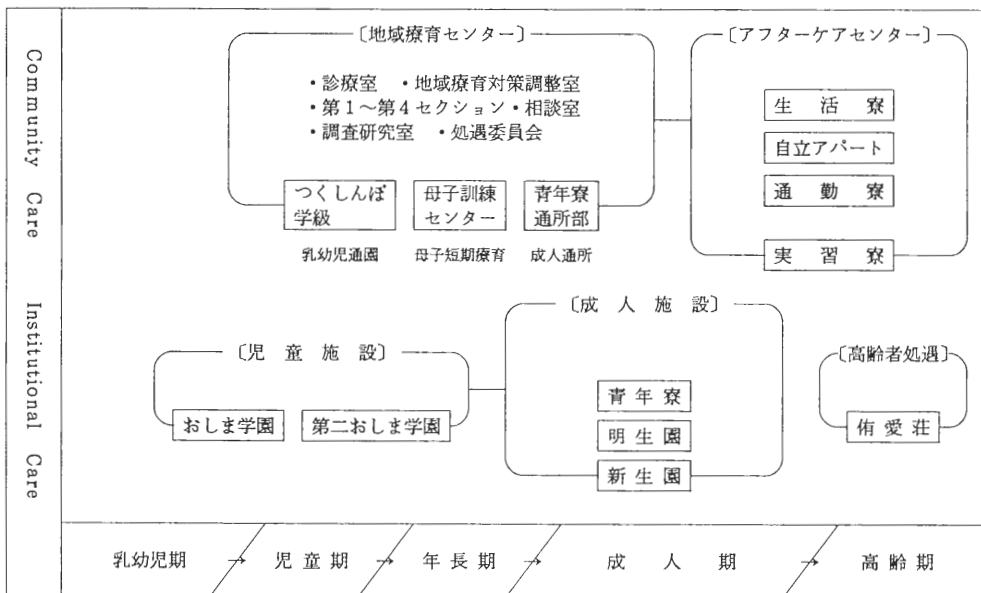 Community Care
〔地域療育センター〕
・診療室　・地域療育対策調整室
・第1～第4セクション・相談室
・調査研究室　・処遇委員会
つくしんぼ
学級
母子訓練
センター
青年寮
通所部
乳幼児通園
母子短期療育
成人通所
〔アフターケアセンター〕
生活寮
自立アパート
通勤寮
実習寮
Institutional Care
〔児童施設〕
おしま学園
第二おしま学園
〔成人施設〕
青年寮
明生園
新生園
〔高齢者処遇〕
侑愛荘
乳幼児期 → 児童期 → 年長期 → 成人期 → 高齢期